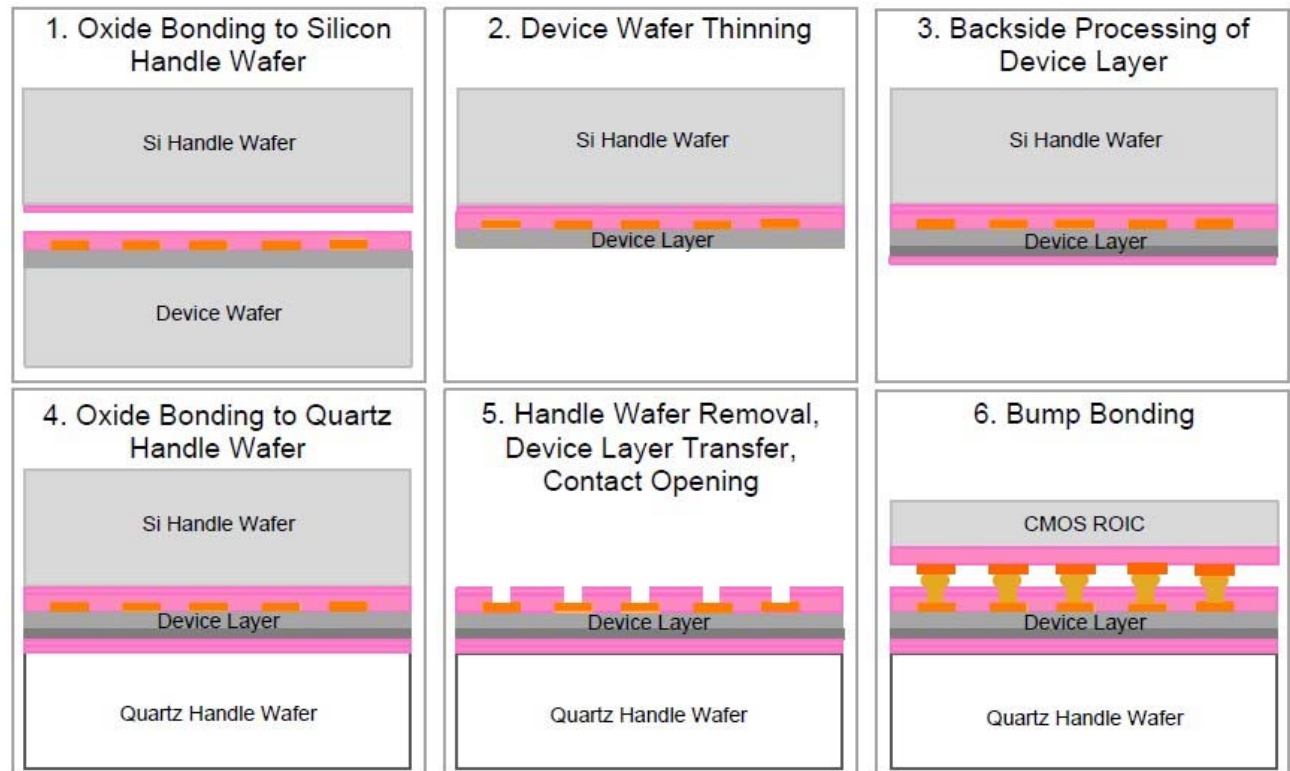 1. Oxide Bonding to Silicon
Handle Wafer
Si Handle Wafer
Device Wafer
2. Device Wafer Thinning
Si Handle Wafer
Device Layer
3. Backside Processing of
Device Layer
Si Handle Wafer
Device Layer
4. Oxide Bonding to Quartz
Handle Wafer
Si Handle Wafer
Device Layer
Quartz Handle Wafer
5. Handle Wafer Removal,
Device Layer Transfer,
Contact Opening
Device Layer
Quartz Handle Wafer
6. Bump Bonding
CMOS ROIC
Device Layer
Quartz Handle Wafer